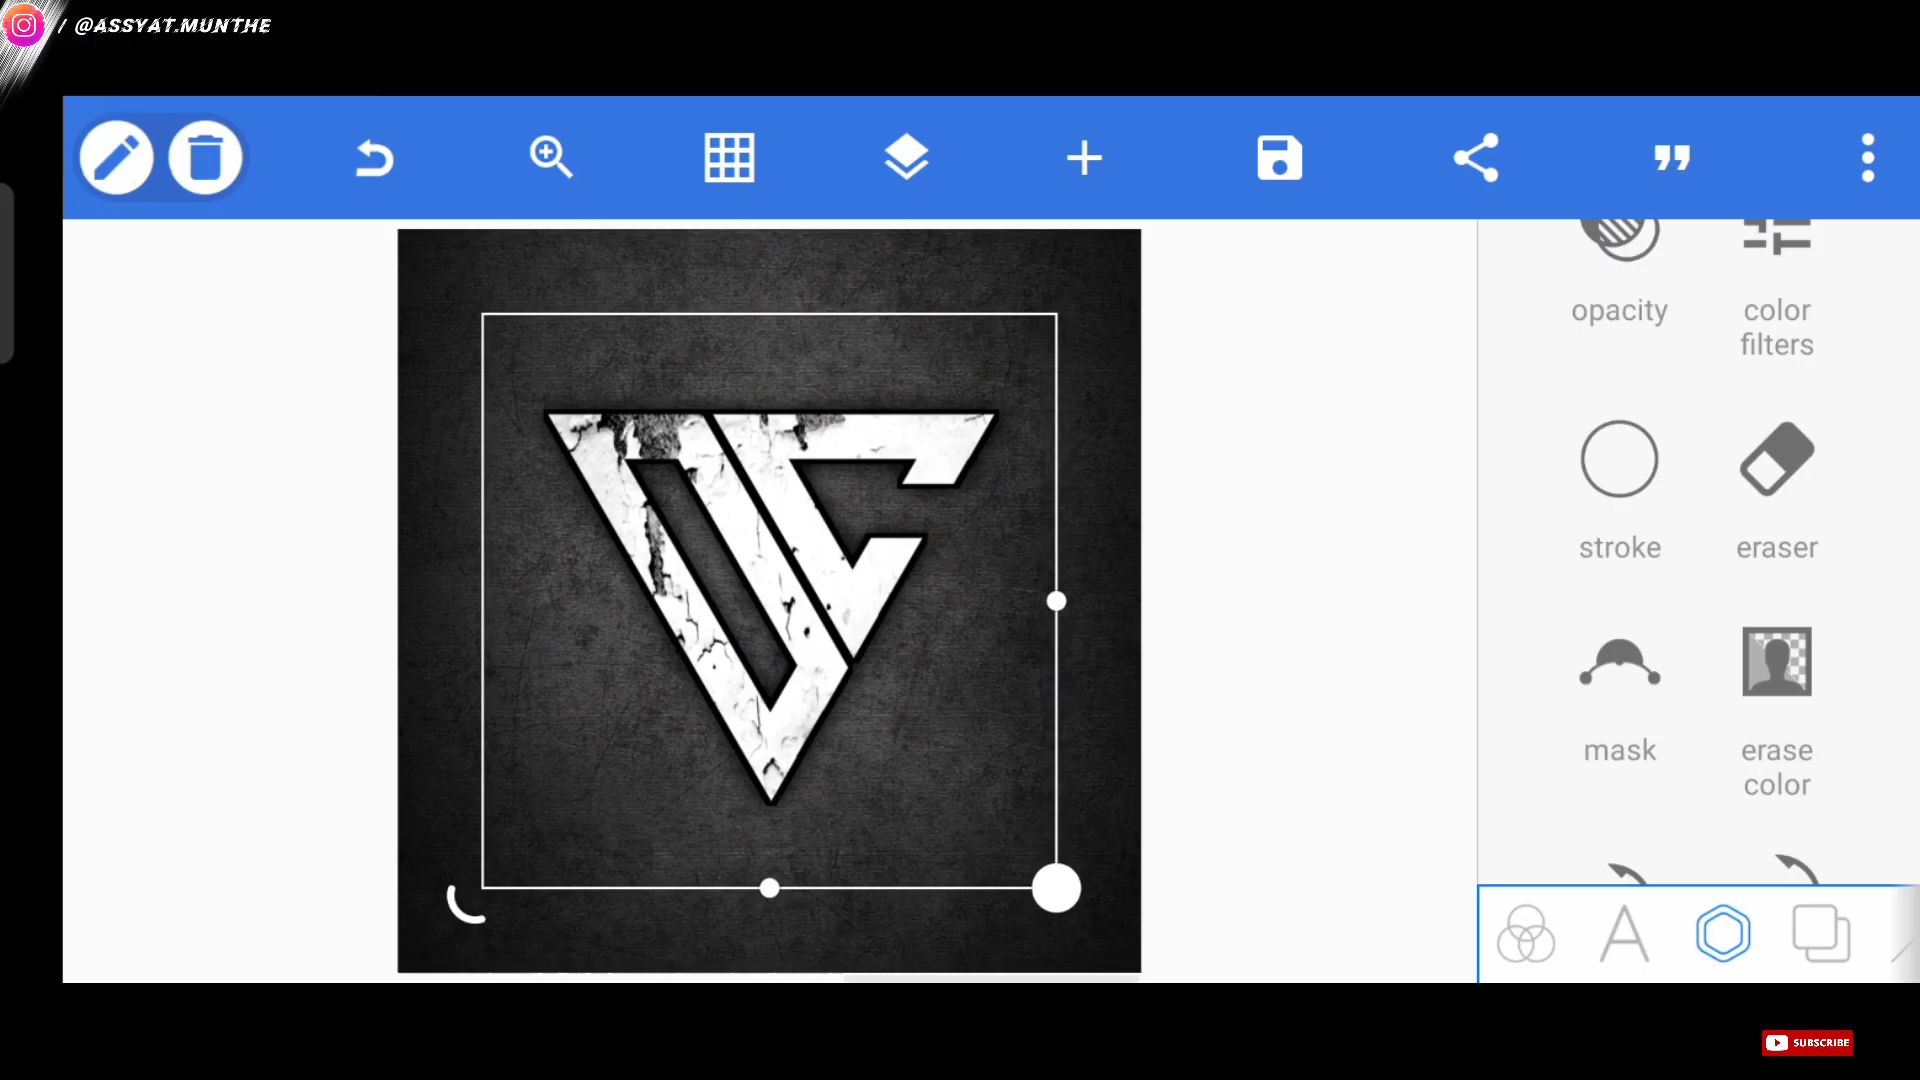 / @ASSYAT.MUNTHE
opacity
color
filters
stroke
eraser
mask
erase
color
SUBSCRIBE